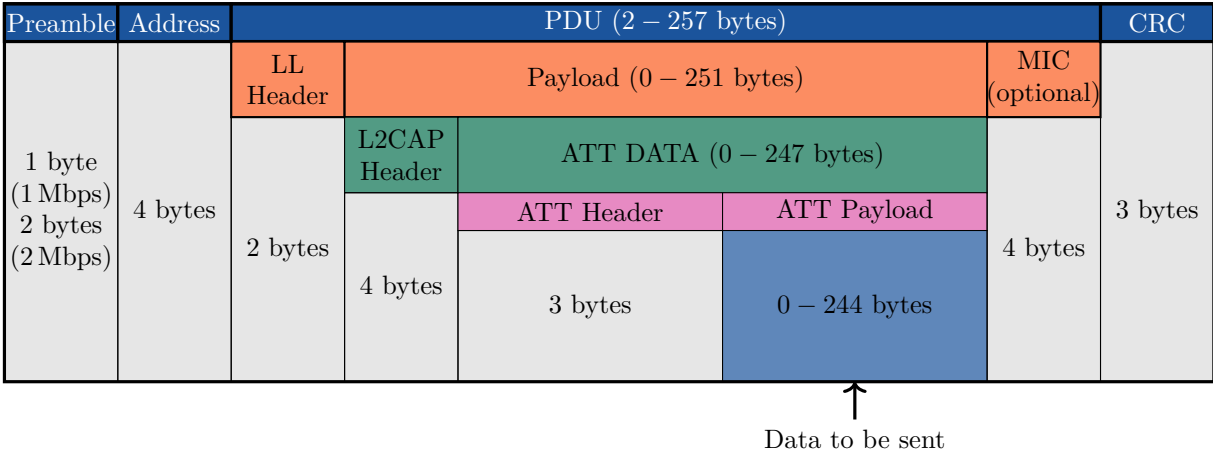 Preamble Address PDU (2 – 257 bytes) CRC
LL
Header
Payload (0 – 251 bytes)
MIC
(optional)
L2CAP
Header
ATT DATA (0 – 247 bytes)
ATT Header ATT Payload
1 byte
(1 Mbps)
2 bytes
(2 Mbps)
4 bytes
2 bytes
4 bytes
3 bytes
0 – 244 bytes
4 bytes
3 bytes
Data to be sent